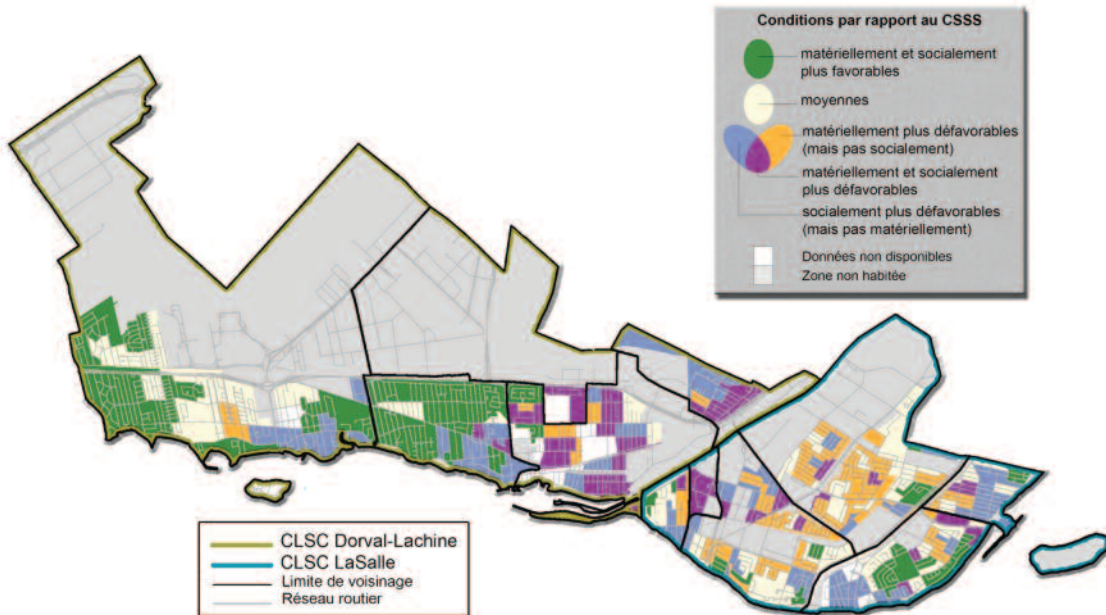 Conditions par rapport au CSSS
matériellement et socialement
plus favorables
moyennes
matériellement plus défavorables
(mais pas socialement)
matériellement et socialement
plus défavorables
socialement plus défavorables
(mais pas matériellement)
Données non disponibles
Zone non habitée
CLSC Dorval-Lachine
CLSC LaSalle
Limite de voisinage
Réseau routier